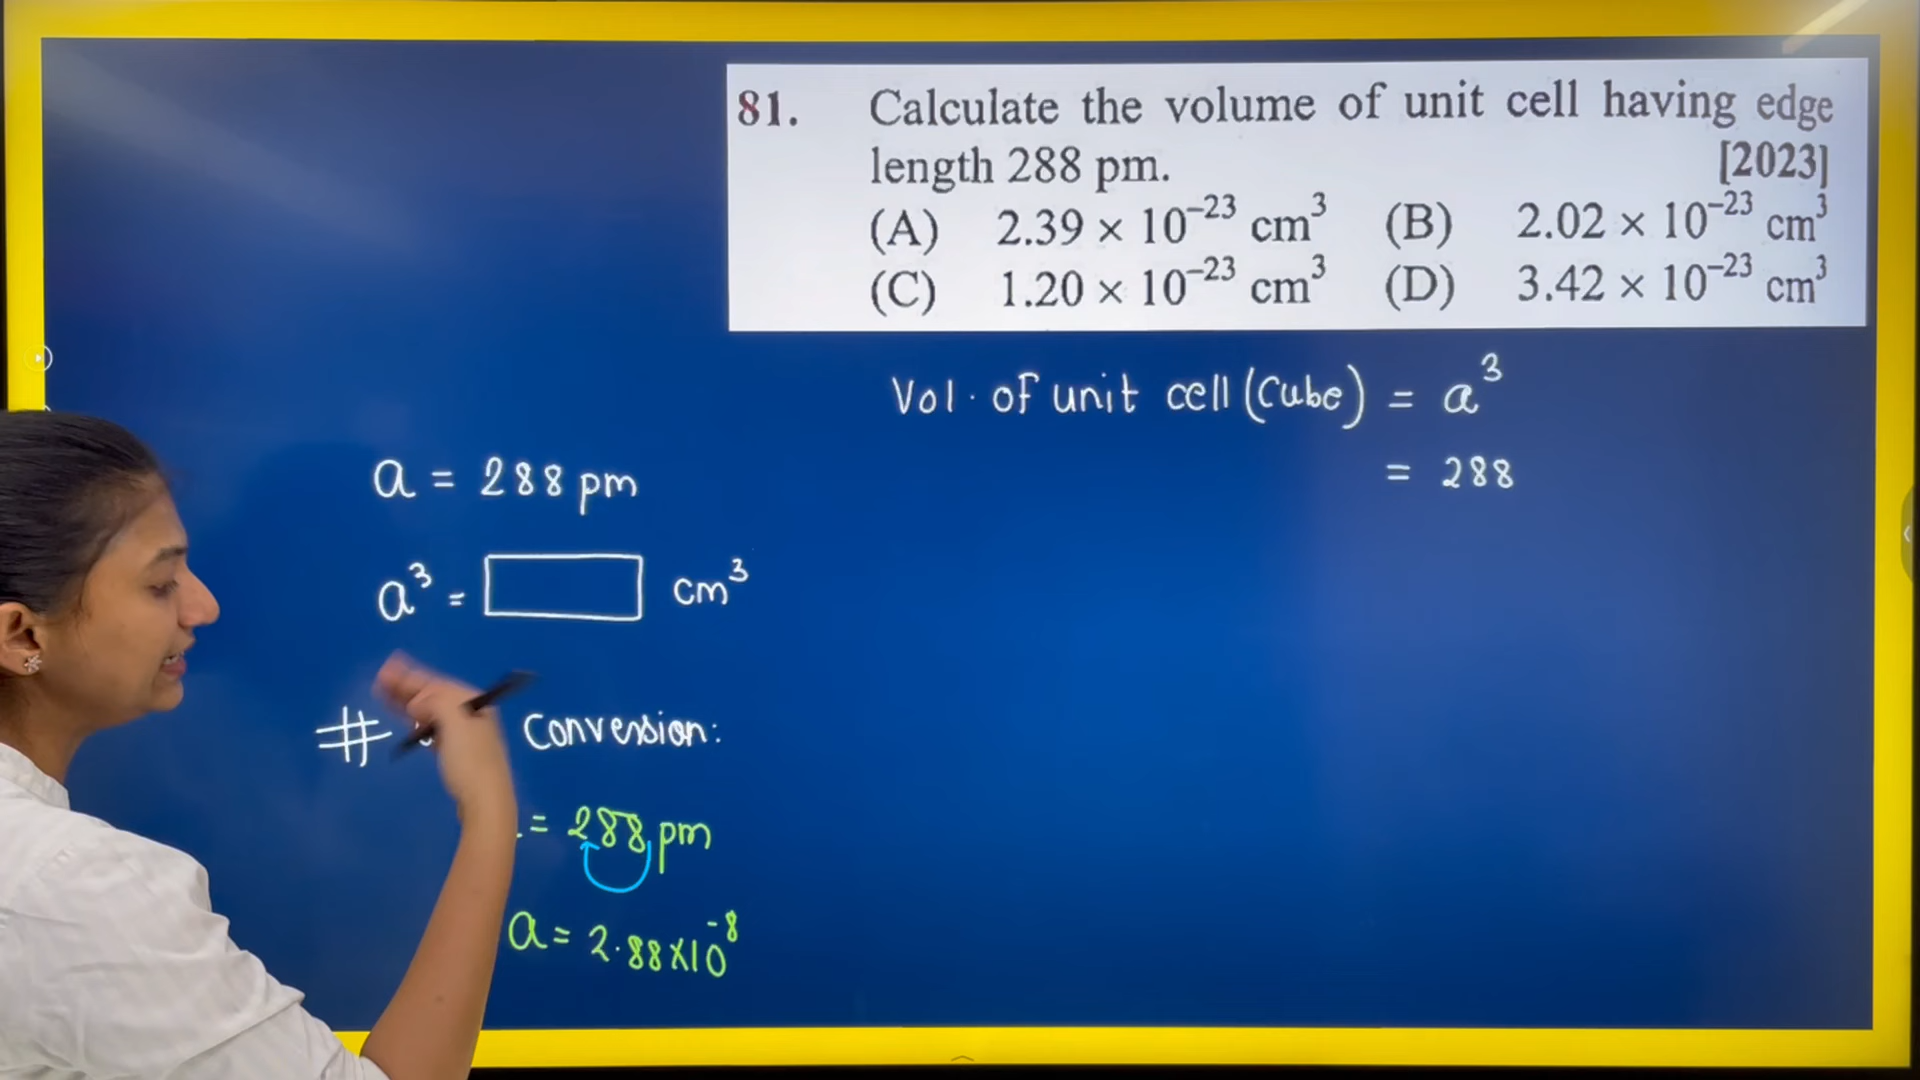 81. Calculate the volume of unit cell having edge
length 288 pm. [2023]
(A) 2.39 × 10⁻²³ cm³ (B) 2.02 × 10⁻²³ cm³
(C) 1.20 × 10⁻²³ cm³ (D) 3.42 × 10⁻²³ cm³
Vol. of unit cell (cube) = a³
= 288
a = 288 pm
a³ = cm³
# Conversion:
= 288 pm
a = 2.88×10⁻⁸